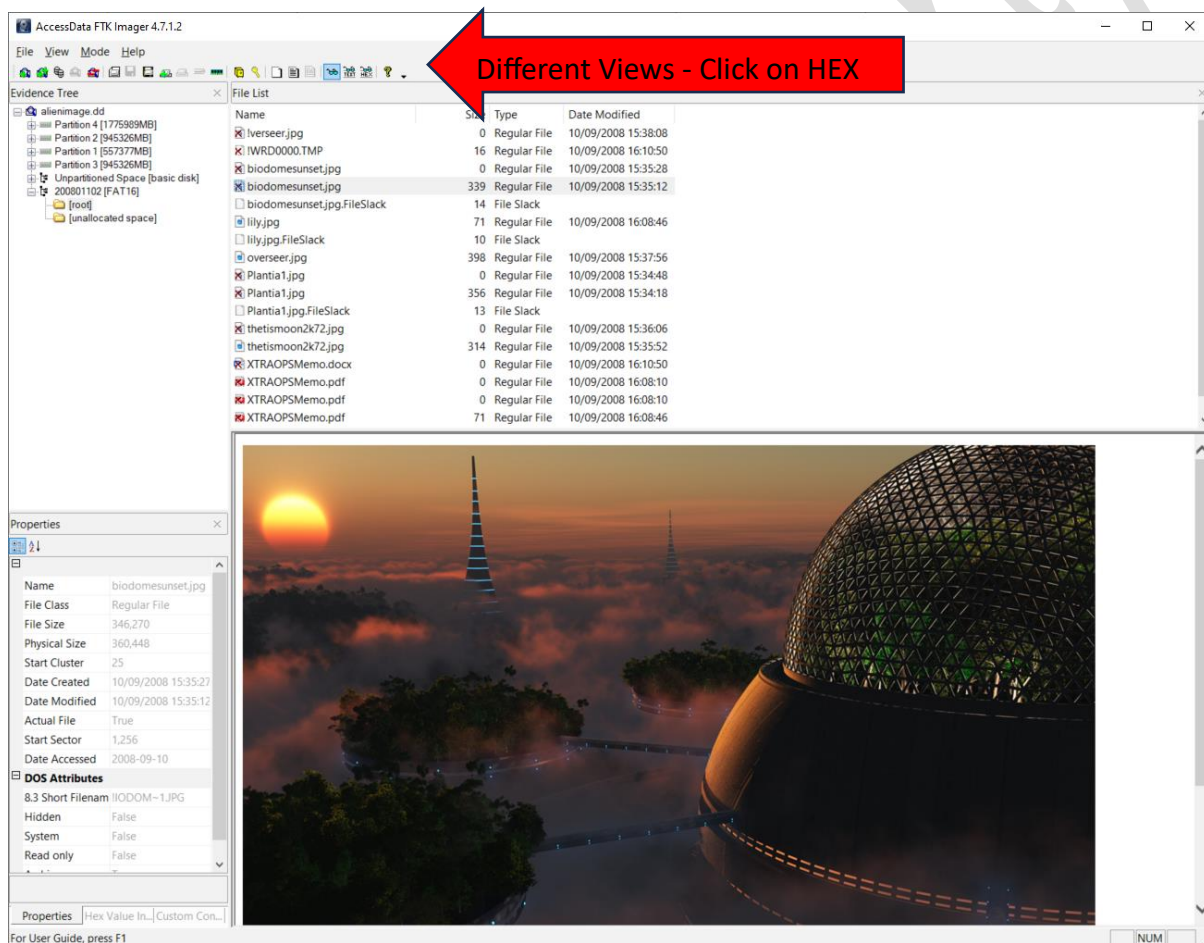 AccessData FTK Imager 4.7.1.2
File View Mode Help
Different Views - Click on HEX
Evidence Tree
alienimage.dd
Partition 4 [1775989MB]
Partition 2 [945326MB]
Partition 1 [557377MB]
Partition 3 [945326MB]
Unpartitioned Space [basic disk]
200801102 [FAT16]
[root]
[unallocated space]
File List
Name Size Type Date Modified
!verseer.jpg 0 Regular File 10/09/2008 15:38:08
!WRD0000.TMP 16 Regular File 10/09/2008 16:10:50
biodomesunset.jpg 0 Regular File 10/09/2008 15:35:28
biodomesunset.jpg 339 Regular File 10/09/2008 15:35:12
biodomesunset.jpg.FileSlack 14 File Slack
lily.jpg 71 Regular File 10/09/2008 16:08:46
lily.jpg.FileSlack 10 File Slack
overseer.jpg 398 Regular File 10/09/2008 15:37:56
Plantia1.jpg 0 Regular File 10/09/2008 15:34:48
Plantia1.jpg 356 Regular File 10/09/2008 15:34:18
Plantia1.jpg.FileSlack 13 File Slack
thetismoon2k72.jpg 0 Regular File 10/09/2008 15:36:06
thetismoon2k72.jpg 314 Regular File 10/09/2008 15:35:52
XTRAOPSMemo.docx 0 Regular File 10/09/2008 16:10:50
XTRAOPSMemo.pdf 0 Regular File 10/09/2008 16:08:10
XTRAOPSMemo.pdf 0 Regular File 10/09/2008 16:08:10
XTRAOPSMemo.pdf 71 Regular File 10/09/2008 16:08:46
Properties
Name biodomesunset.jpg
File Class Regular File
File Size 346,270
Physical Size 360,448
Start Cluster 25
Date Created 10/09/2008 15:35:27
Date Modified 10/09/2008 15:35:12
Actual File True
Start Sector 1,256
Date Accessed 2008-09-10
DOS Attributes
8.3 Short Filenam !IODOM~1.JPG
Hidden False
System False
Read only False
Properties Hex Value In... Custom Con...
For User Guide, press F1
NUM